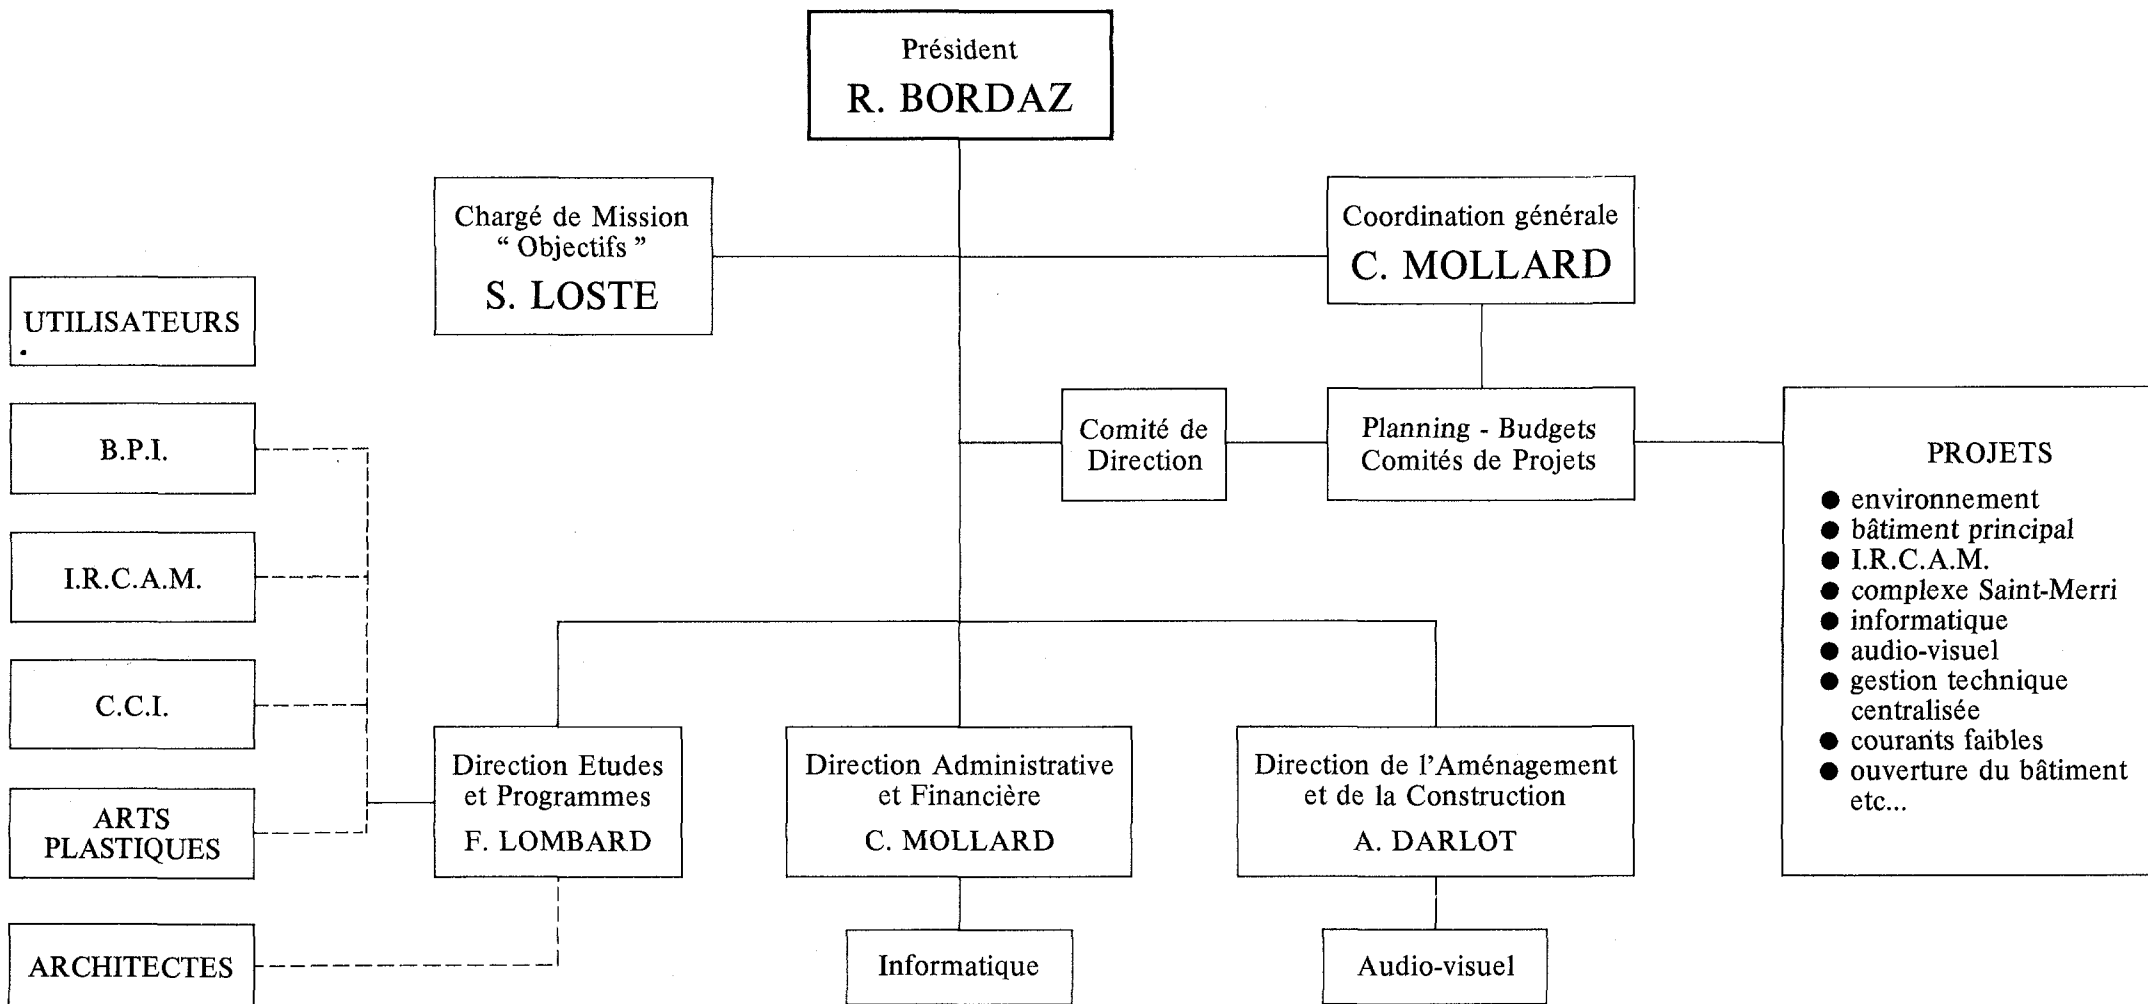 Président
R. BORDAZ
Chargé de Mission
“ Objectifs ”
S. LOSTE
Coordination générale
C. MOLLARD
UTILISATEURS
B.P.I.
I.R.C.A.M.
C.C.I.
ARTS
PLASTIQUES
ARCHITECTES
Comité de
Direction
Planning - Budgets
Comités de Projets
PROJETS
● environnement
● bâtiment principal
● I.R.C.A.M.
● complexe Saint-Merri
● informatique
● audio-visuel
● gestion technique
centralisée
● courants faibles
● ouverture du bâtiment
etc...
Direction Etudes
et Programmes
F. LOMBARD
Direction Administrative
et Financière
C. MOLLARD
Direction de l'Aménagement
et de la Construction
A. DARLOT
Informatique
Audio-visuel